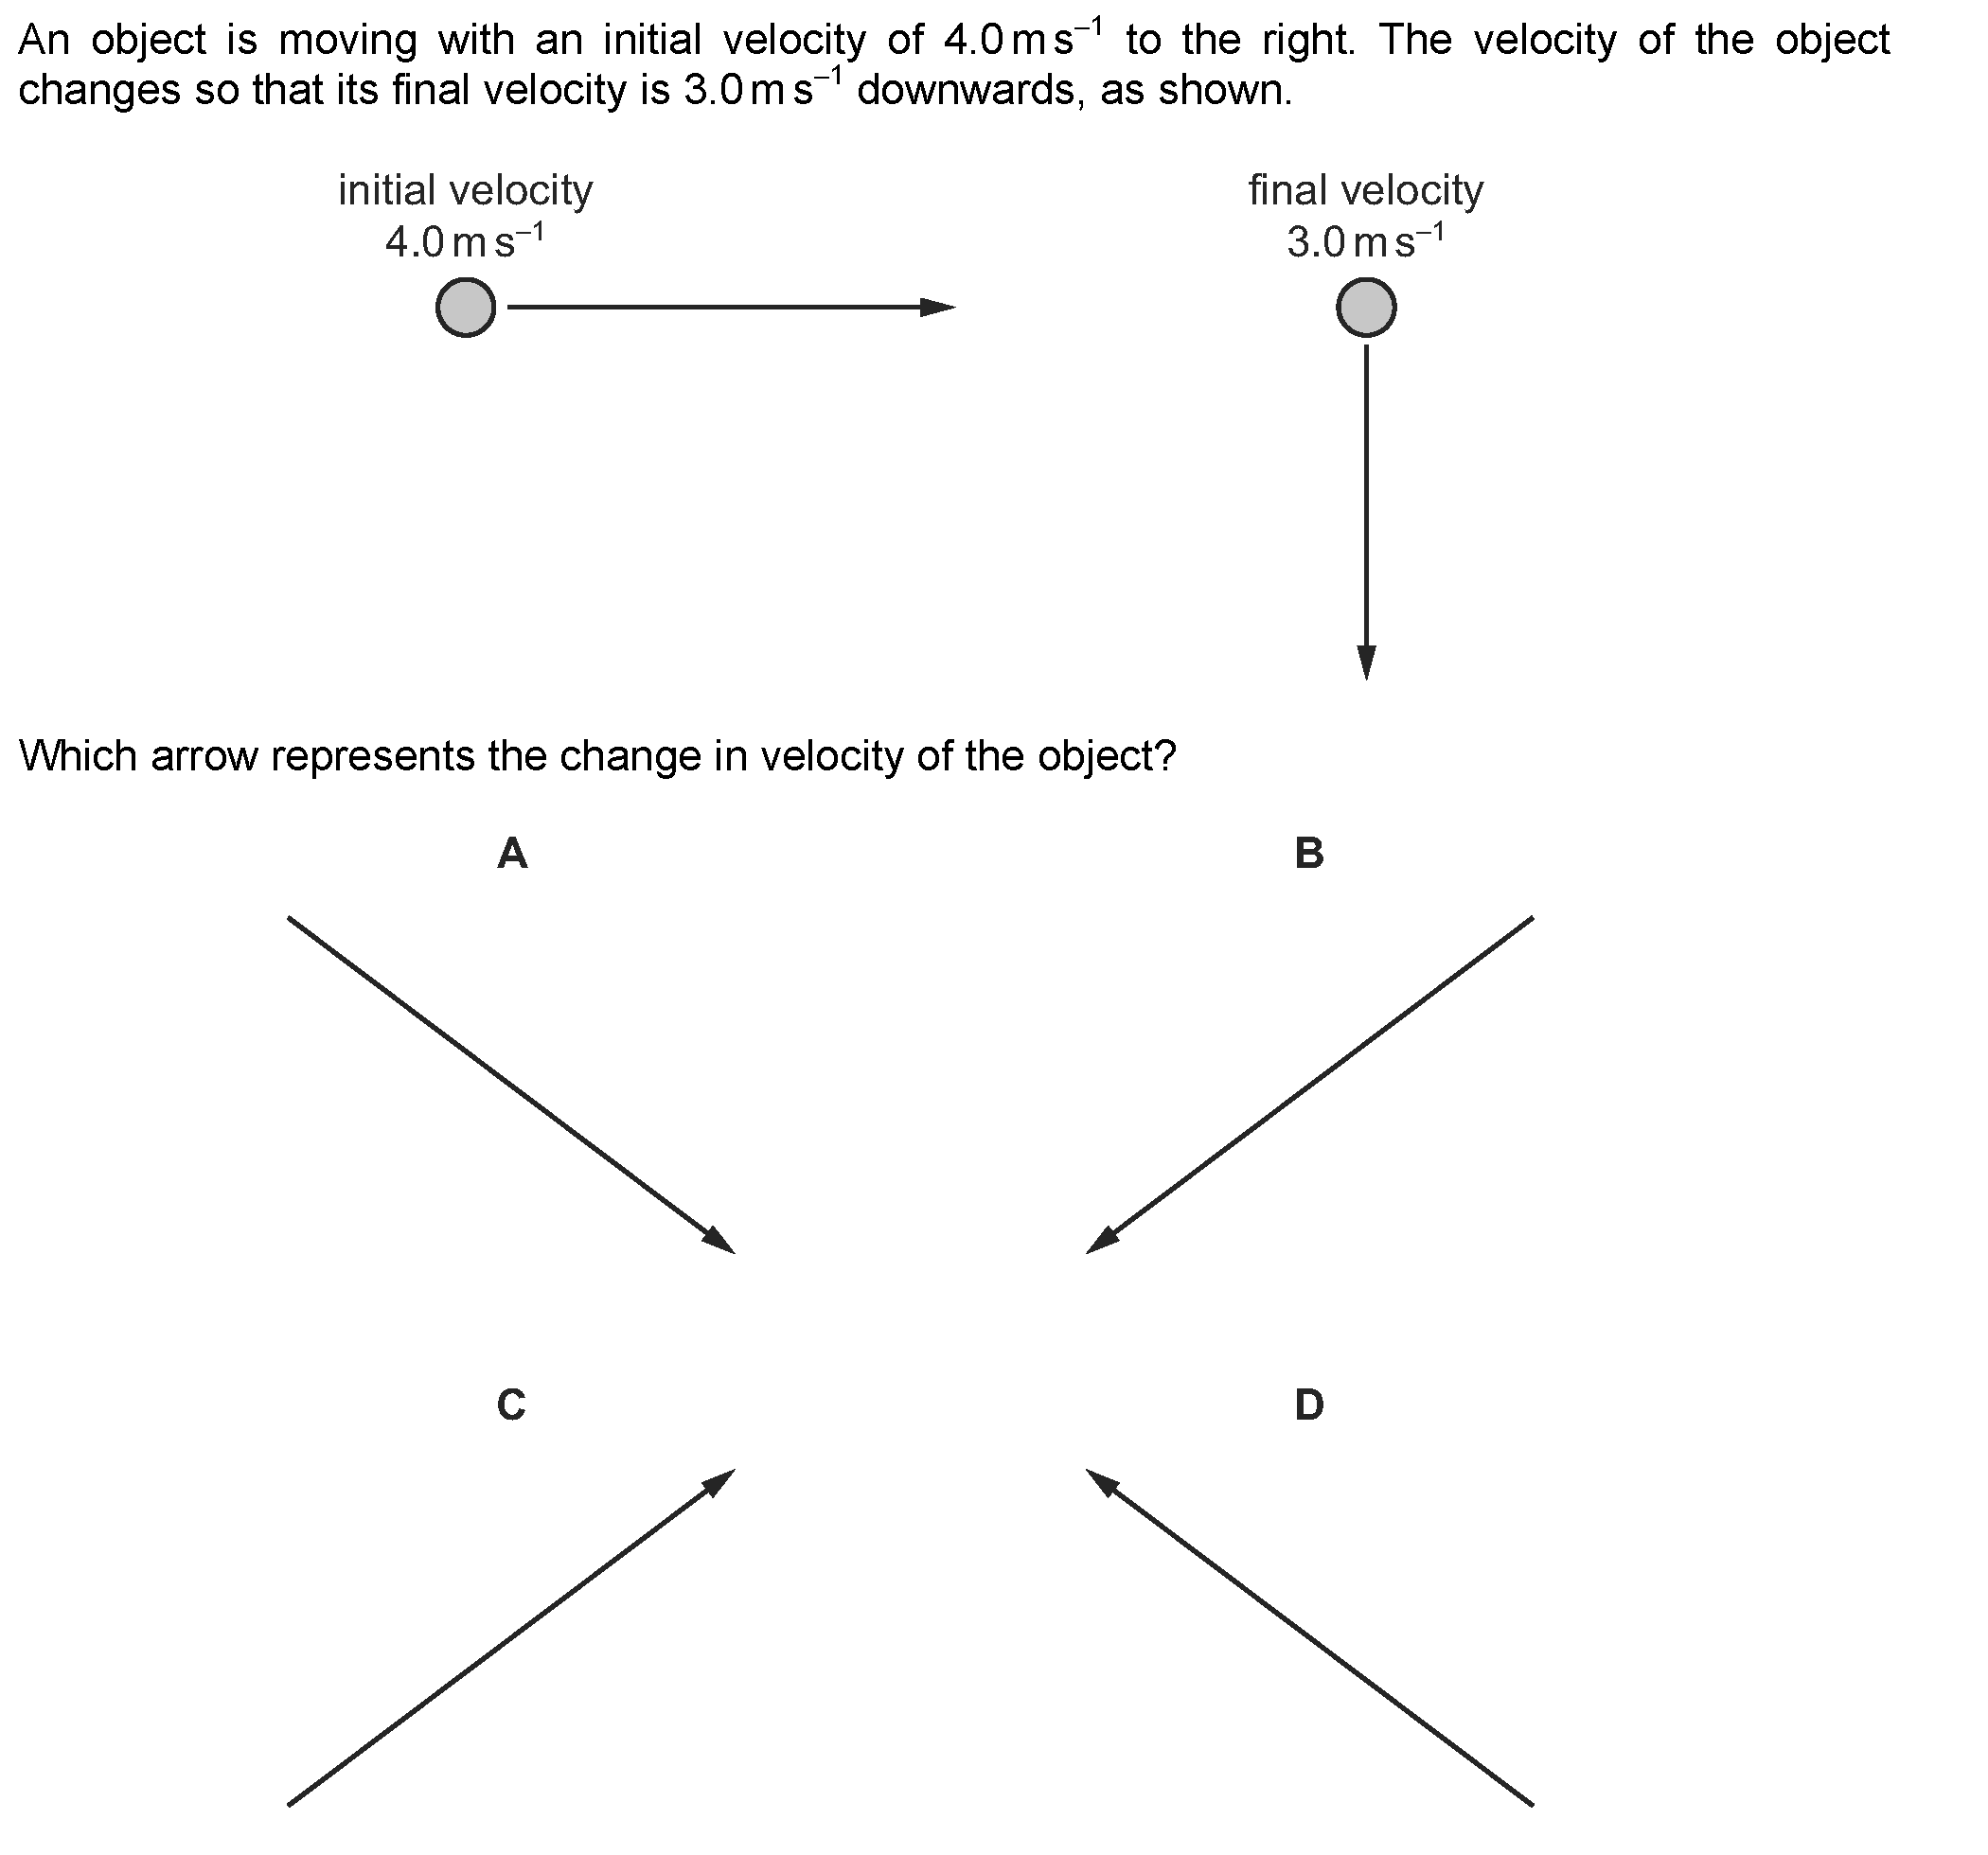 An object is moving with an initial velocity of 4.0 m s⁻¹ to the right. The velocity of the object
changes so that its final velocity is 3.0 m s⁻¹ downwards, as shown.
initial velocity
4.0 m s⁻¹
final velocity
3.0 m s⁻¹
Which arrow represents the change in velocity of the object?
A
B
C
D